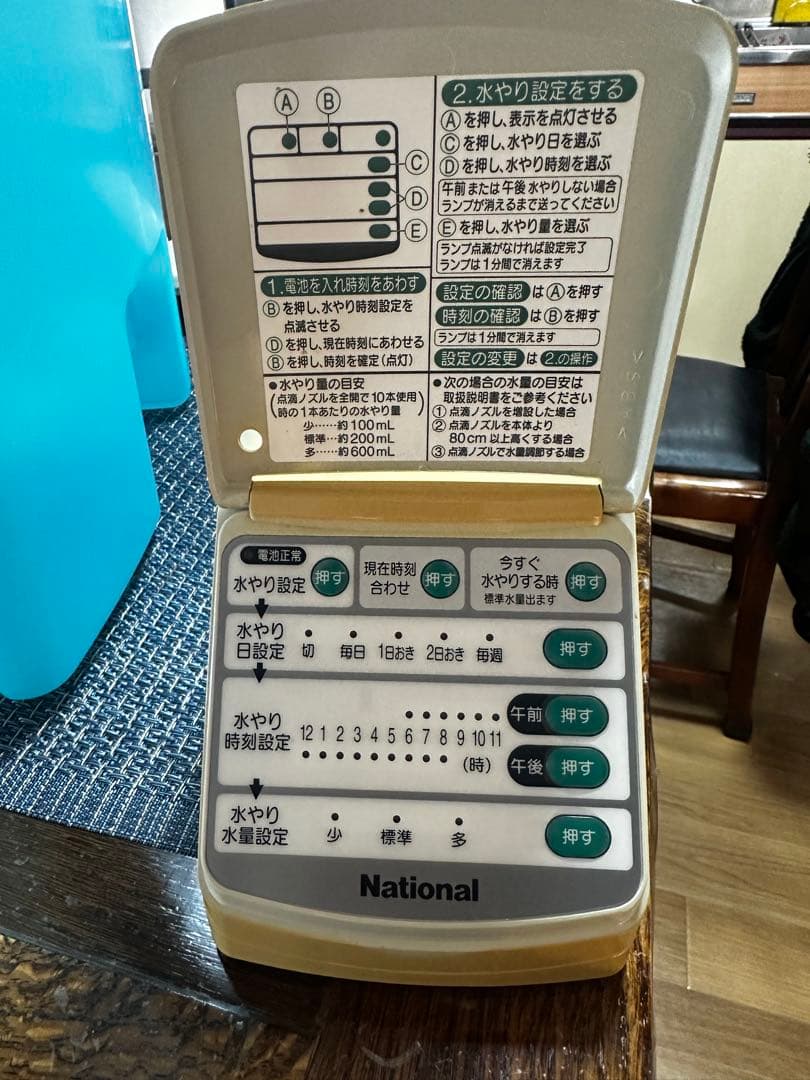 Ⓐ Ⓑ
Ⓒ
Ⓓ
Ⓔ
1.電池を入れ時刻をあわす
Ⓑを押し、水やり時刻設定を
点滅させる
Ⓓを押し、現在時刻にあわせる
Ⓑを押し、時刻を確定(点灯)
●水やり量の目安
(点滴ノズルを全開で10本使用
時の1本あたりの水やり量)
少……約100mL
標準…約200mL
多……約600mL
2.水やり設定をする
Ⓐを押し、表示を点灯させる
Ⓒを押し、水やり日を選ぶ
Ⓓを押し、水やり時刻を選ぶ
午前または午後水やりしない場合
ランプが消えるまで送ってください
Ⓔを押し、水やり量を選ぶ
ランプ点滅がなければ設定完了
ランプは1分間で消えます
設定の確認はⒶを押す
時刻の確認はⒷを押す
ランプは1分間で消えます
設定の変更は2.の操作
●次の場合の水量の目安は
取扱説明書をご参考ください
①点滴ノズルを増設した場合
②点滴ノズルを本体より
80cm以上高くする場合
③点滴ノズルで水量調節する場合
電池正常
水やり設定 押す
現在時刻
合わせ 押す
今すぐ
水やりする時
標準水量出ます 押す
水やり
日設定 切 毎日 1日おき 2日おき 毎週 押す
水やり
時刻設定 12 1 2 3 4 5 6 7 8 9 10 11
(時)
午前 押す
午後 押す
水やり
水量設定 少 標準 多 押す
National